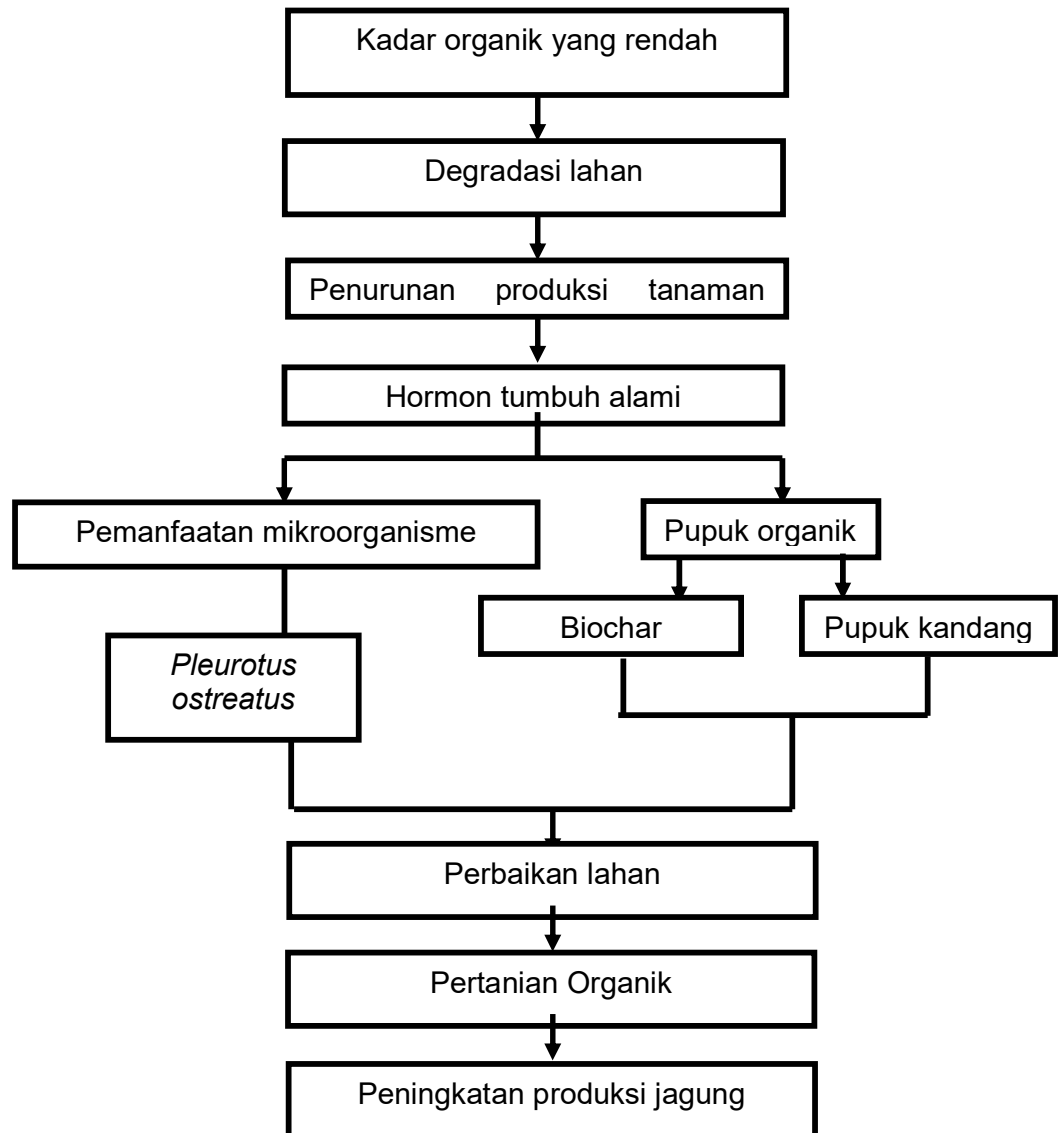 Kadar organik yang rendah
Degradasi lahan
Penurunan produksi tanaman
Hormon tumbuh alami
Pemanfaatan mikroorganisme
Pupuk organik
Biochar
Pupuk kandang
Pleurotus
ostreatus
Perbaikan lahan
Pertanian Organik
Peningkatan produksi jagung